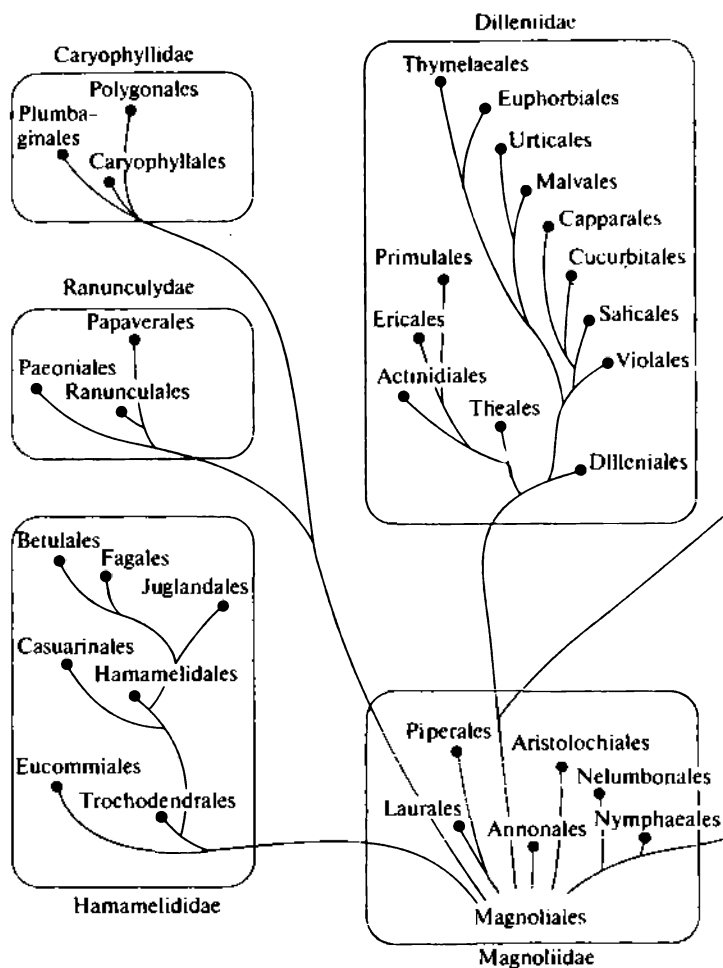 Caryophyllidae
Polygonales
Plumba-
ginales
Caryophyllales
Ranunculydae
Papaverales
Paeoniales
Ranunculales
Betulales
Fagales
Juglandales
Casuarinales
Hamamelidales
Eucommiales
Trochodendrales
Hamamelididae
Dilleniidae
Thymelaeales
Euphorbiales
Urticales
Malvales
Capparales
Cucurbitales
Primulales
Salicales
Ericales
Violales
Actinidiales
Theales
Dilleniales
Piperales
Aristolochiales
Nelumbonales
Laurales
Nymphaeales
Annonales
Magnoliales
Magnoliidae